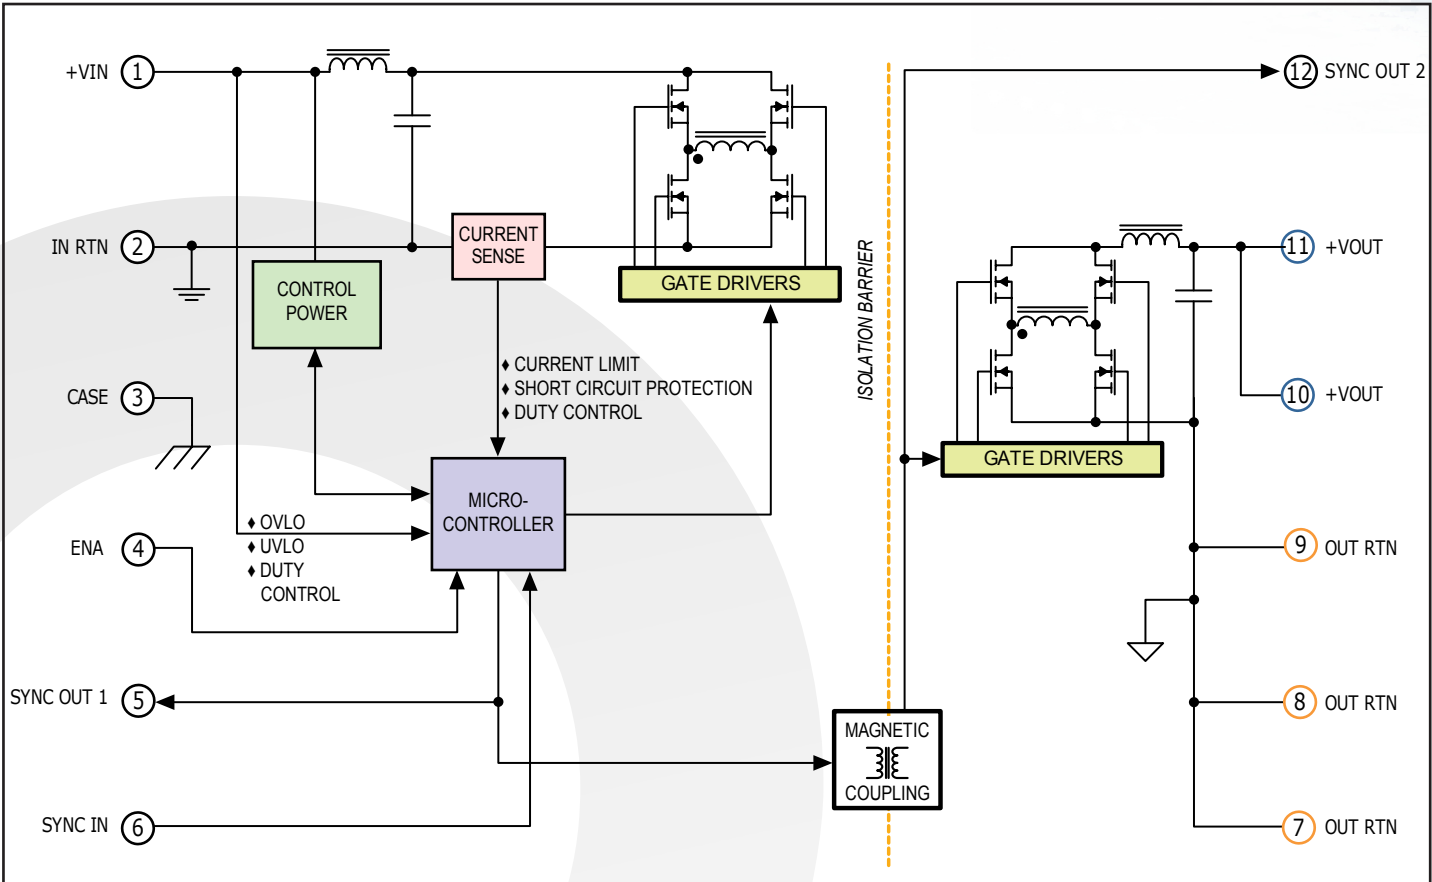 +VIN 1
IN RTN 2
CASE 3
ENA 4
SYNC OUT 1 5
SYNC IN 6
CONTROL
POWER
CURRENT
SENSE
GATE DRIVERS
♦ CURRENT LIMIT
♦ SHORT CIRCUIT PROTECTION
♦ DUTY CONTROL
MICRO-
CONTROLLER
♦ OVLO
♦ UVLO
♦ DUTY
CONTROL
ISOLATION BARRIER
MAGNETIC
COUPLING
GATE DRIVERS
12 SYNC OUT 2
11 +VOUT
10 +VOUT
9 OUT RTN
8 OUT RTN
7 OUT RTN